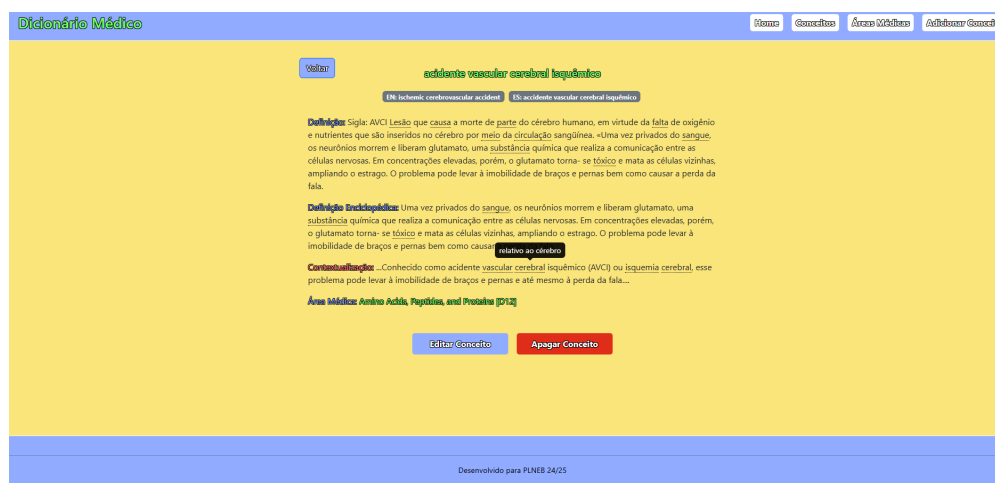 Dicionário Médico
Home Conceitos Áreas Médicas Adicionar Concei
Voltar
acidente vascular cerebral isquêmico
EN: ischemic cerebrovascular accident ES: accidente vascular cerebral isquêmico
Definição: Sigla: AVCI Lesão que causa a morte de parte do cérebro humano, em virtude da falta de oxigênio
e nutrientes que são inseridos no cérebro por meio da circulação sangüínea. «Uma vez privados do sangue,
os neurônios morrem e liberam glutamato, uma substância química que realiza a comunicação entre as
células nervosas. Em concentrações elevadas, porém, o glutamato torna- se tóxico e mata as células vizinhas,
ampliando o estrago. O problema pode levar à imobilidade de braços e pernas bem como causar a perda da
fala.
Definição Enciclopédica: Uma vez privados do sangue, os neurônios morrem e liberam glutamato, uma
substância química que realiza a comunicação entre as células nervosas. Em concentrações elevadas, porém,
o glutamato torna- se tóxico e mata as células vizinhas, ampliando o estrago. O problema pode levar à
imobilidade de braços e pernas bem como causar
relativo ao cérebro
Contextualização: ...Conhecido como acidente vascular cerebral isquêmico (AVCI) ou isquemia cerebral, esse
problema pode levar à imobilidade de braços e pernas e até mesmo à perda da fala....
Área Médica: Amino Acids, Peptides, and Proteins [D12]
Editar Conceito Apagar Conceito
Desenvolvido para PLNEB 24/25